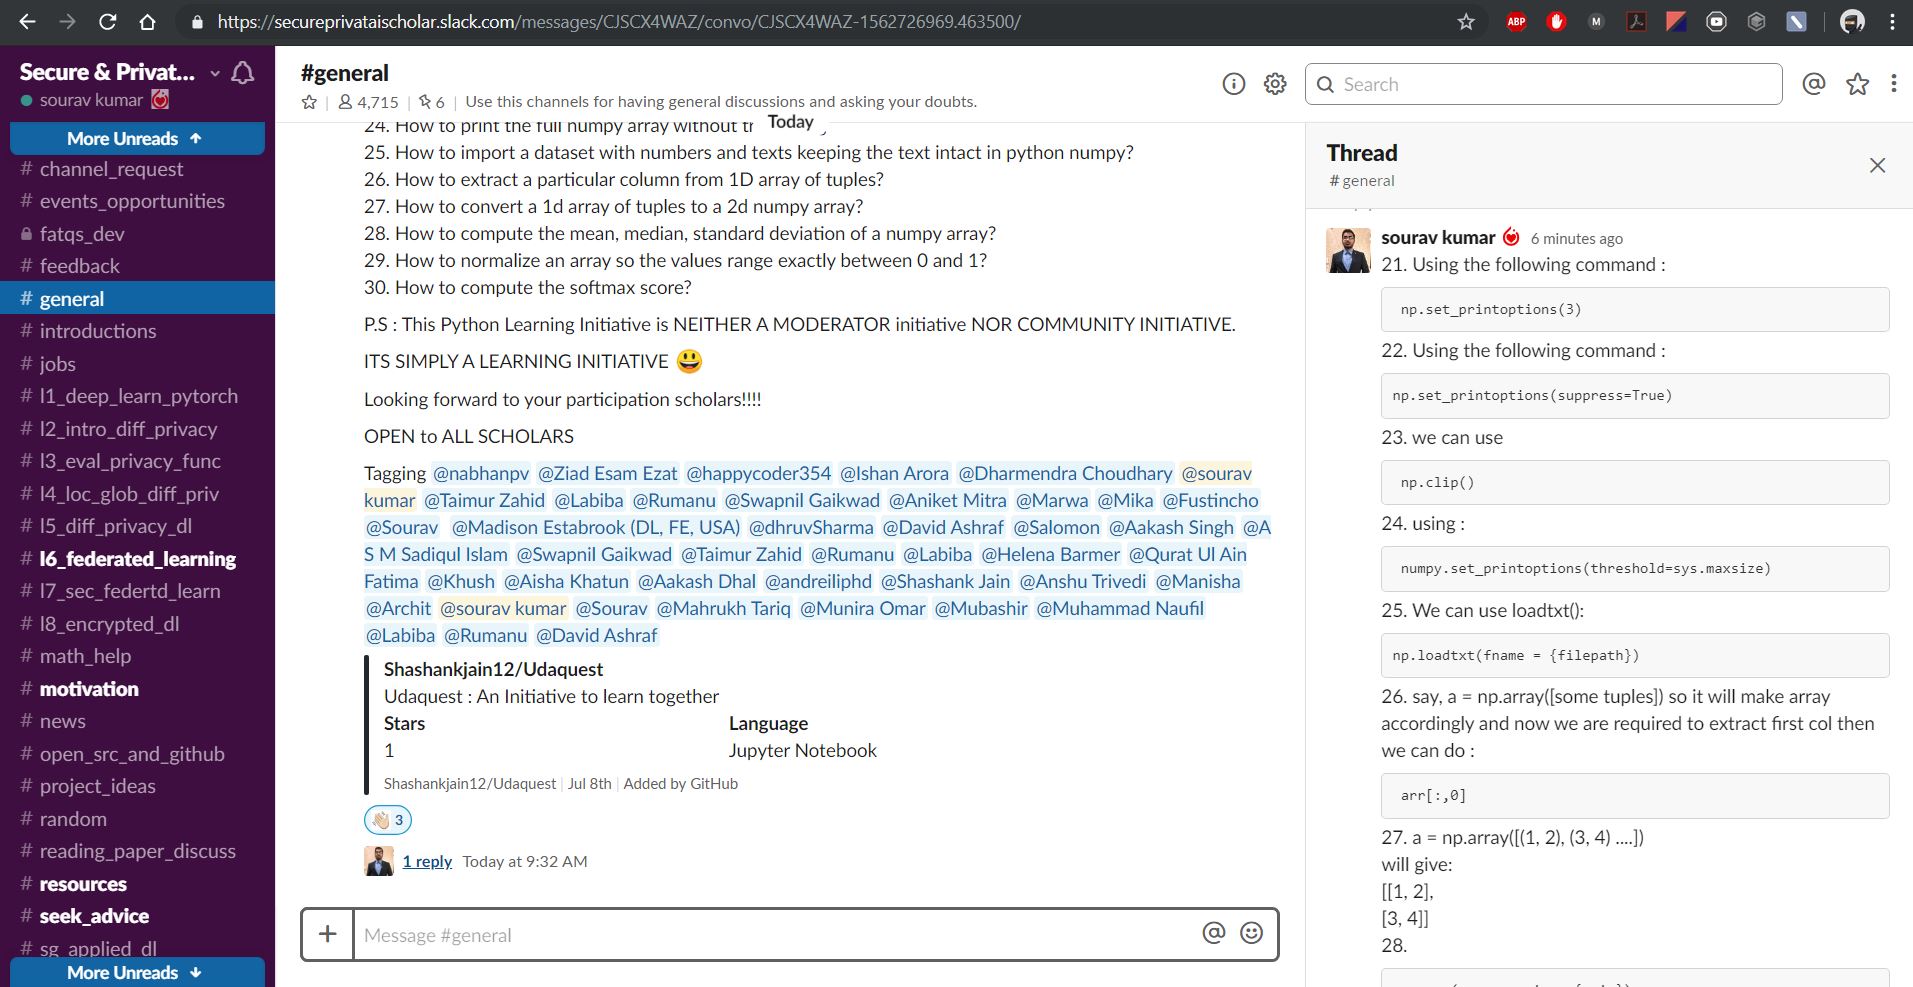 https://secureprivataischolar.slack.com/messages/CJSCX4WAZ/convo/CJSCX4WAZ-1562726969.463500/
ABP
M
Secure & Privat...
sourav kumar
More Unreads ↑
# channel_request
# events_opportunities
fatqs_dev
# feedback
# general
# introductions
# jobs
# l1_deep_learn_pytorch
# l2_intro_diff_privacy
# l3_eval_privacy_func
# l4_loc_glob_diff_priv
# l5_diff_privacy_dl
# l6_federated_learning
# l7_sec_federtd_learn
# l8_encrypted_dl
# math_help
# motivation
# news
# open_src_and_github
# project_ideas
# random
# reading_paper_discuss
# resources
# seek_advice
# sg_applied_dl
More Unreads ↓
#general
4,715 | 6 | Use this channels for having general discussions and asking your doubts.
Search
Today
24. How to print the full numpy array without
25. How to import a dataset with numbers and texts keeping the text intact in python numpy?
26. How to extract a particular column from 1D array of tuples?
27. How to convert a 1d array of tuples to a 2d numpy array?
28. How to compute the mean, median, standard deviation of a numpy array?
29. How to normalize an array so the values range exactly between 0 and 1?
30. How to compute the softmax score?
P.S : This Python Learning Initiative is NEITHER A MODERATOR initiative NOR COMMUNITY INITIATIVE.
ITS SIMPLY A LEARNING INITIATIVE 😃
Looking forward to your participation scholars!!!!
OPEN to ALL SCHOLARS
Tagging @nabhanpv @Ziad Esam Ezat @happycoder354 @Ishan Arora @Dharmendra Choudhary @sourav
kumar @Taimur Zahid @Labiba @Rumanu @Swapnil Gaikwad @Aniket Mitra @Marwa @Mika @Fustincho
@Sourav @Madison Estabrook (DL, FE, USA) @dhruvSharma @David Ashraf @Salomon @Aakash Singh @A
S M Sadiqul Islam @Swapnil Gaikwad @Taimur Zahid @Rumanu @Labiba @Helena Barmer @Qurat Ul Ain
Fatima @Khush @Aisha Khatun @Aakash Dhal @andreiliphd @Shashank Jain @Anshu Trivedi @Manisha
@Archit @sourav kumar @Sourav @Mahrukh Tariq @Munira Omar @Mubashir @Muhammad Naufil
@Labiba @Rumanu @David Ashraf
Shashankjain12/Udaquest
Udaquest : An Initiative to learn together
Stars Language
1 Jupyter Notebook
Shashankjain12/Udaquest | Jul 8th | Added by GitHub
👏 3
1 reply Today at 9:32 AM
+ Message #general @
Thread
# general
sourav kumar 6 minutes ago
21. Using the following command :
np.set_printoptions(3)
22. Using the following command :
np.set_printoptions(suppress=True)
23. we can use
np.clip()
24. using :
numpy.set_printoptions(threshold=sys.maxsize)
25. We can use loadtxt():
np.loadtxt(fname = {filepath})
26. say, a = np.array([some tuples]) so it will make array
accordingly and now we are required to extract first col then
we can do :
arr[:,0]
27. a = np.array([(1, 2), (3, 4) ....])
will give:
[[1, 2],
[3, 4]]
28.